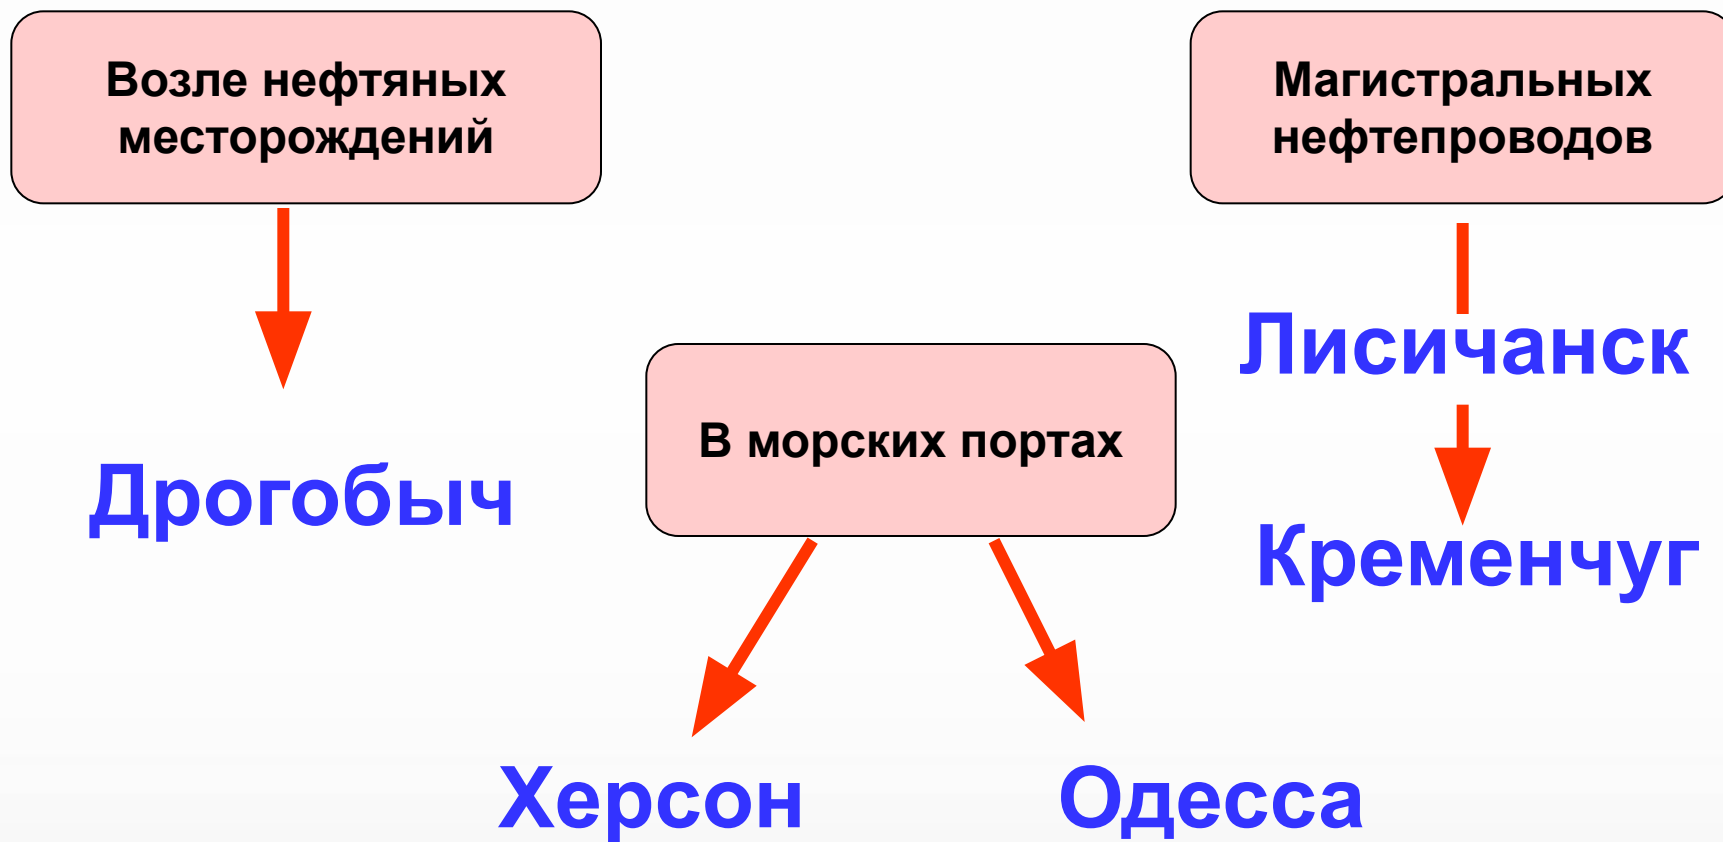 Возле нефтяных
месторождений
Магистральных
нефтепроводов
Лисичанск
В морских портах
Дрогобыч
Кременчуг
Херсон
Одесса